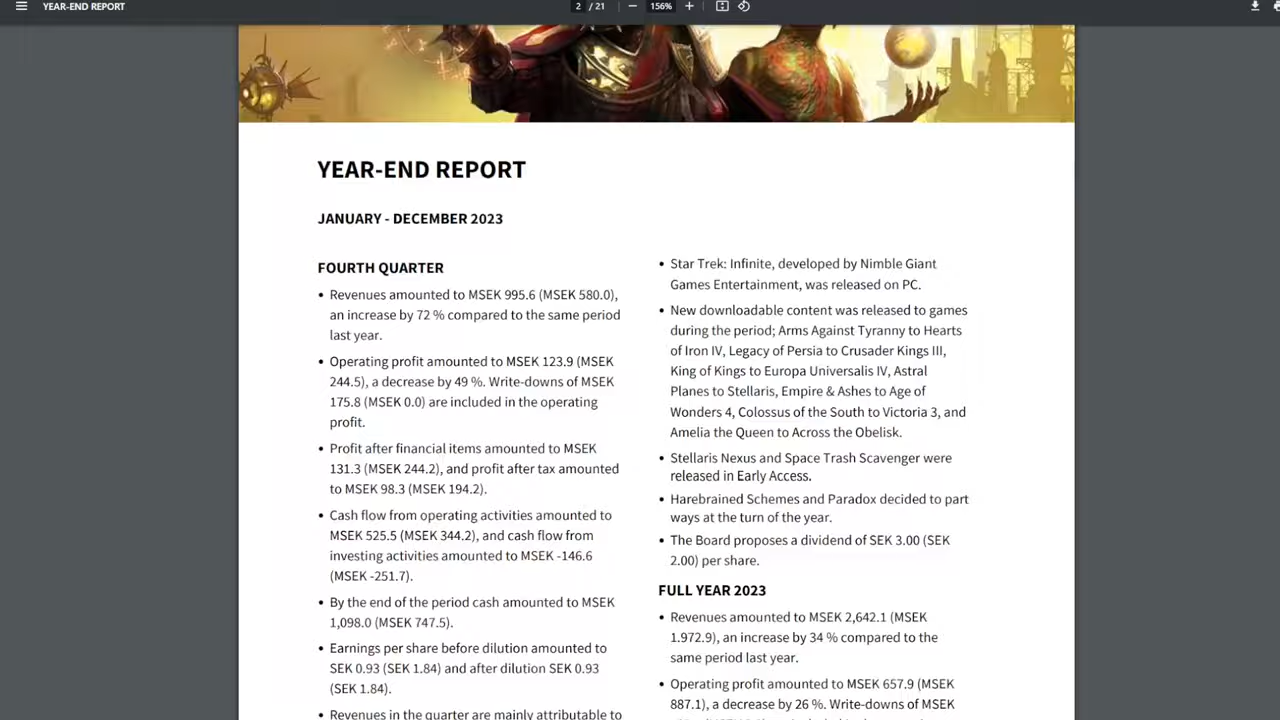 YEAR-END REPORT
2 / 21
156%
YEAR-END REPORT
JANUARY - DECEMBER 2023
FOURTH QUARTER
• Revenues amounted to MSEK 995.6 (MSEK 580.0),
an increase by 72 % compared to the same period
last year.
• Operating profit amounted to MSEK 123.9 (MSEK
244.5), a decrease by 49 %. Write-downs of MSEK
175.8 (MSEK 0.0) are included in the operating
profit.
• Profit after financial items amounted to MSEK
131.3 (MSEK 244.2), and profit after tax amounted
to MSEK 98.3 (MSEK 194.2).
• Cash flow from operating activities amounted to
MSEK 525.5 (MSEK 344.2), and cash flow from
investing activities amounted to MSEK -146.6
(MSEK -251.7).
• By the end of the period cash amounted to MSEK
1,098.0 (MSEK 747.5).
• Earnings per share before dilution amounted to
SEK 0.93 (SEK 1.84) and after dilution SEK 0.93
(SEK 1.84).
• Revenues in the quarter are mainly attributable to
• Star Trek: Infinite, developed by Nimble Giant
Games Entertainment, was released on PC.
• New downloadable content was released to games
during the period; Arms Against Tyranny to Hearts
of Iron IV, Legacy of Persia to Crusader Kings III,
King of Kings to Europa Universalis IV, Astral
Planes to Stellaris, Empire & Ashes to Age of
Wonders 4, Colossus of the South to Victoria 3, and
Amelia the Queen to Across the Obelisk.
• Stellaris Nexus and Space Trash Scavenger were
released in Early Access.
• Harebrained Schemes and Paradox decided to part
ways at the turn of the year.
• The Board proposes a dividend of SEK 3.00 (SEK
2.00) per share.
FULL YEAR 2023
• Revenues amounted to MSEK 2,642.1 (MSEK
1.972.9), an increase by 34 % compared to the
same period last year.
• Operating profit amounted to MSEK 657.9 (MSEK
887.1), a decrease by 26 %. Write-downs of MSEK